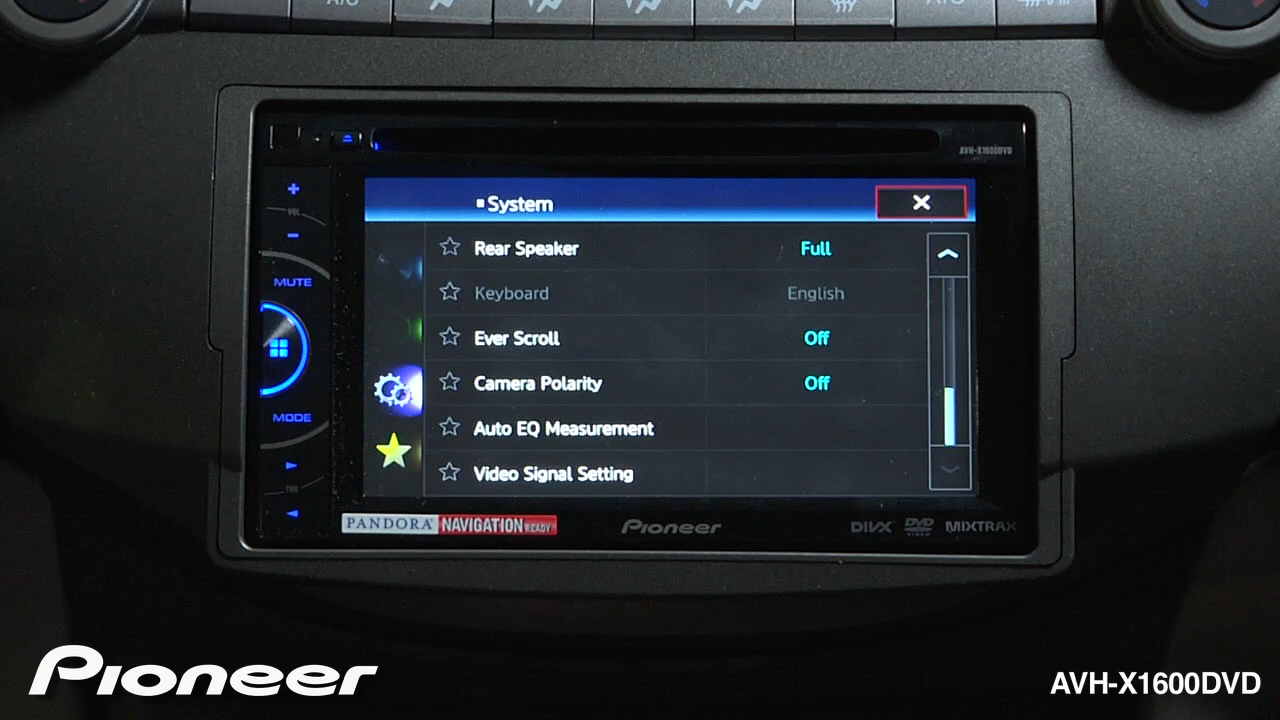 A/C
AVH-X1600DVD
+
VOL
-
MUTE
MODE
TRK
System
Rear Speaker Full
Keyboard English
Ever Scroll Off
Camera Polarity Off
Auto EQ Measurement
Video Signal Setting
PANDORA NAVIGATION READY
Pioneer
DIVX DVD VIDEO MIXTRAX
Pioneer
AVH-X1600DVD